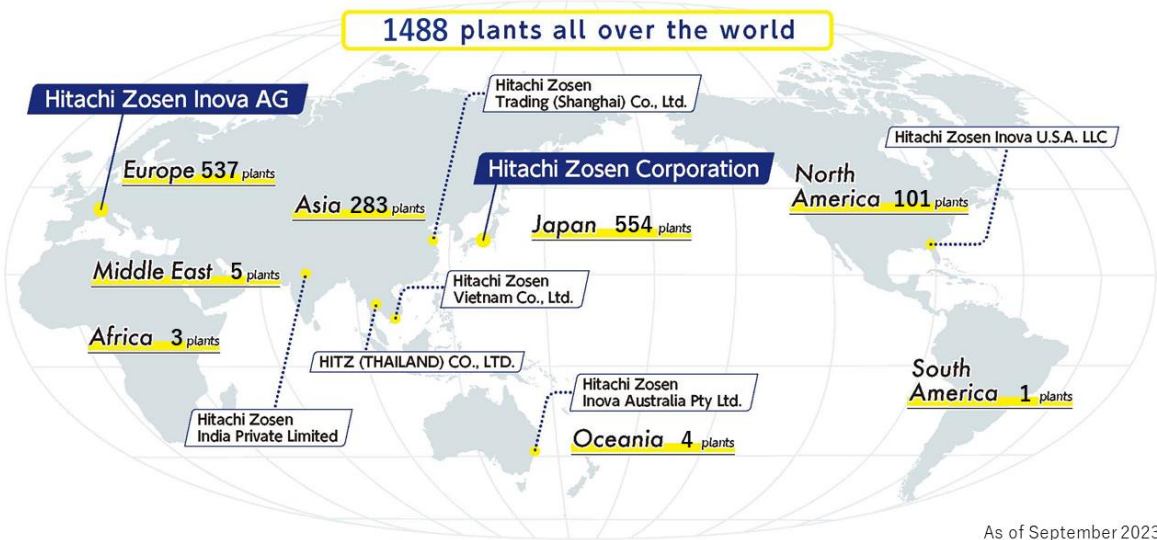 1488 plants all over the world
Hitachi Zosen Inova AG
Hitachi Zosen
Trading (Shanghai) Co., Ltd.
Hitachi Zosen Inova U.S.A. LLC
Europe 537 plants
Hitachi Zosen Corporation
North
America 101 plants
Asia 283 plants
Japan 554 plants
Middle East 5 plants
Hitachi Zosen
Vietnam Co., Ltd.
Africa 3 plants
HITZ (THAILAND) CO., LTD.
South
America 1 plants
Hitachi Zosen
Inova Australia Pty Ltd.
Hitachi Zosen
India Private Limited
Oceania 4 plants
As of September 2023